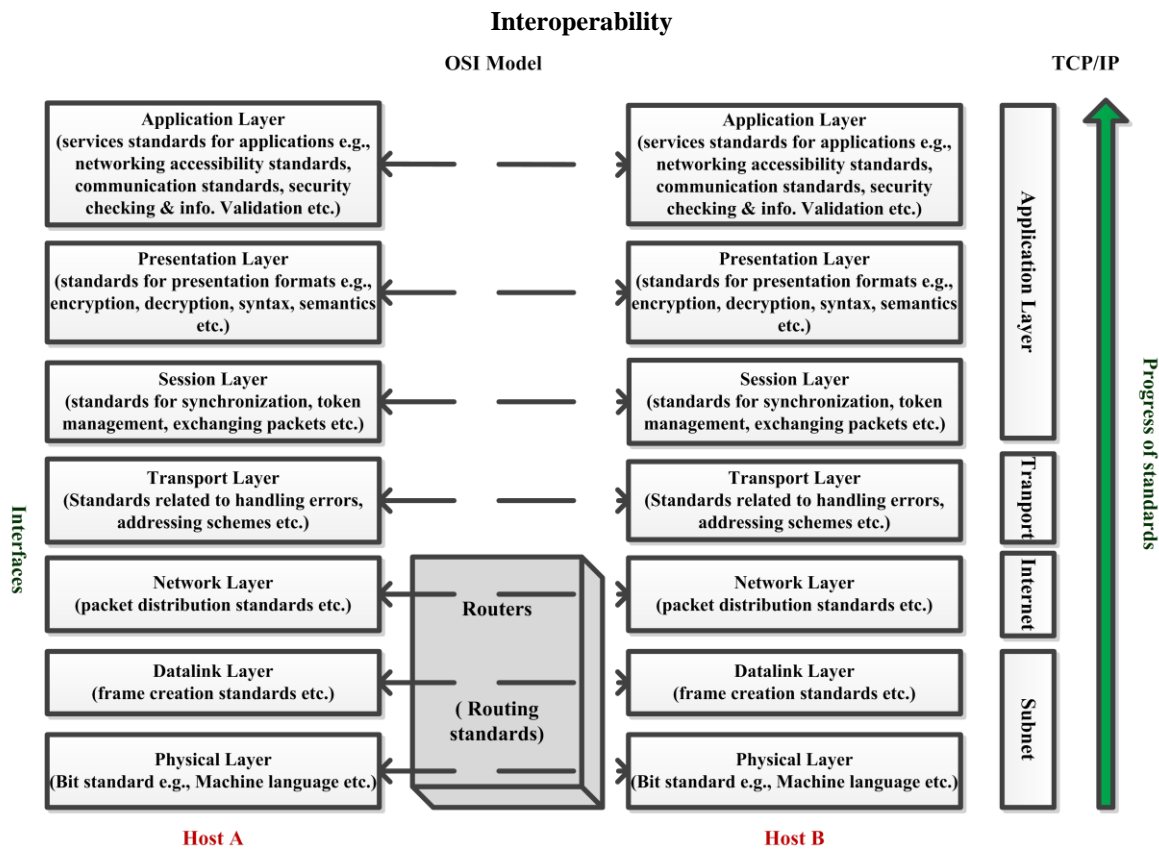 Interoperability
OSI Model
TCP/IP
Application Layer
(services standards for applications e.g.,
networking accessibility standards,
communication standards, security
checking & info. Validation etc.)
Application Layer
(services standards for applications e.g.,
networking accessibility standards,
communication standards, security
checking & info. Validation etc.)
Application Layer
Presentation Layer
(standards for presentation formats e.g.,
encryption, decryption, syntax, semantics
etc.)
Presentation Layer
(standards for presentation formats e.g.,
encryption, decryption, syntax, semantics
etc.)
Session Layer
(standards for synchronization, token
management, exchanging packets etc.)
Session Layer
(standards for synchronization, token
management, exchanging packets etc.)
Progress of standards
Transport Layer
(Standards related to handling errors,
addressing schemes etc.)
Transport Layer
(Standards related to handling errors,
addressing schemes etc.)
Tranport
Interfaces
Network Layer
(packet distribution standards etc.)
Routers
Network Layer
(packet distribution standards etc.)
Internet
Datalink Layer
(frame creation standards etc.)
( Routing
standards)
Datalink Layer
(frame creation standards etc.)
Subnet
Physical Layer
(Bit standard e.g., Machine language etc.)
Physical Layer
(Bit standard e.g., Machine language etc.)
Host A
Host B